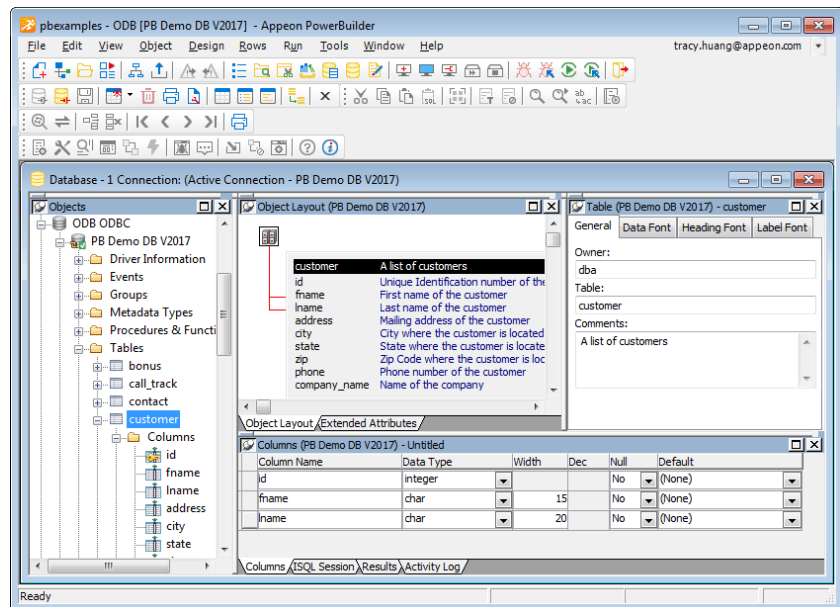 pbexamples - ODB [PB Demo DB V2017] - Appeon PowerBuilder
File Edit View Object Design Rows Run Tools Window Help tracy.huang@appeon.com
Database - 1 Connection: (Active Connection - PB Demo DB V2017)
Objects
ODB ODBC
PB Demo DB V2017
Driver Information
Events
Groups
Metadata Types
Procedures & Functi
Tables
bonus
call_track
contact
customer
Columns
id
fname
lname
address
city
state
Object Layout (PB Demo DB V2017)
customer A list of customers
id Unique Identification number of the
fname First name of the customer
lname Last name of the customer
address Mailing address of the customer
city City where the customer is located
state State where the customer is locate
zip Zip Code where the customer is loc
phone Phone number of the customer
company_name Name of the company
Object Layout Extended Attributes
Table (PB Demo DB V2017) - customer
General Data Font Heading Font Label Font
Owner:
dba
Table:
customer
Comments:
A list of customers
Columns (PB Demo DB V2017) - Untitled
Column Name Data Type Width Dec Null Default
id integer No (None)
fname char 15 No (None)
lname char 20 No (None)
Columns ISQL Session Results Activity Log
Ready